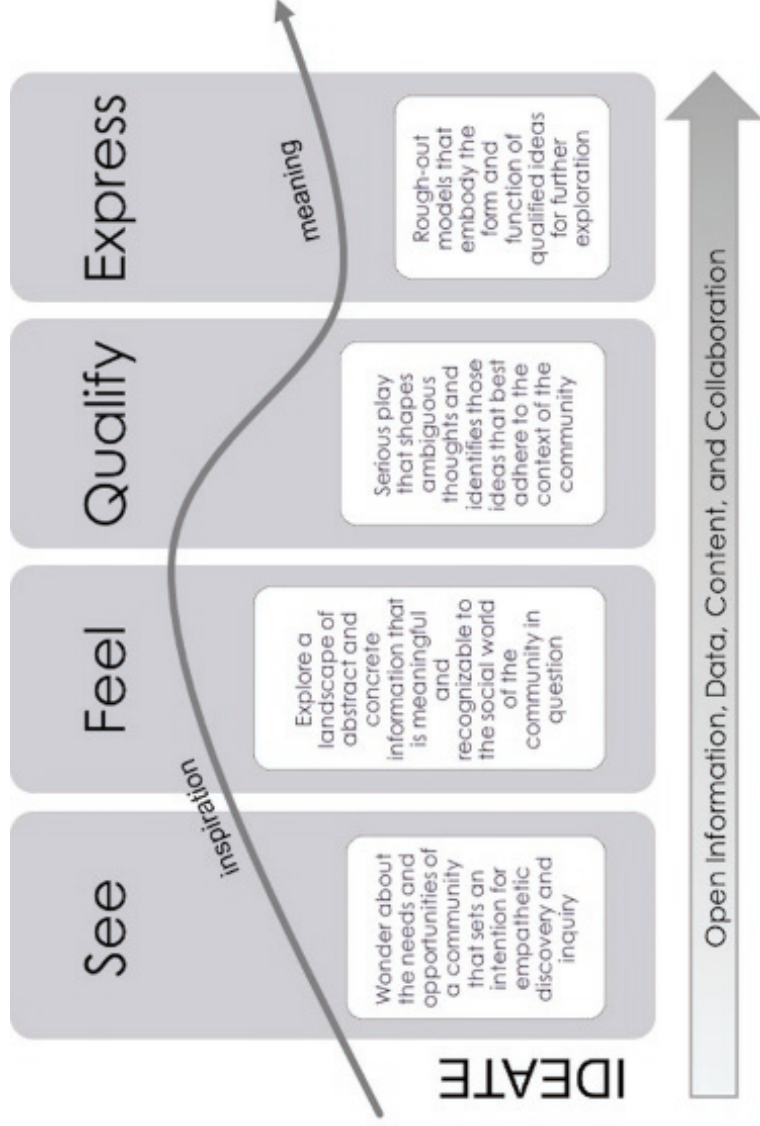 IDEATE
See
Wonder about
the needs and
opportunities of
a community
that sets an
intention for
empathetic
discovery and
inquiry
Feel
Explore a
landscape of
abstract and
concrete
information that
is meaningful
and
recognizable to
the social world
of the
community in
question
Qualify
Serious play
that shapes
ambiguous
thoughts and
identifies those
ideas that best
adhere to the
context of the
community
Express
Rough-out
models that
embody the
form and
function of
qualified ideas
for further
exploration
inspiration
meaning
Open Information, Data, Content, and Collaboration